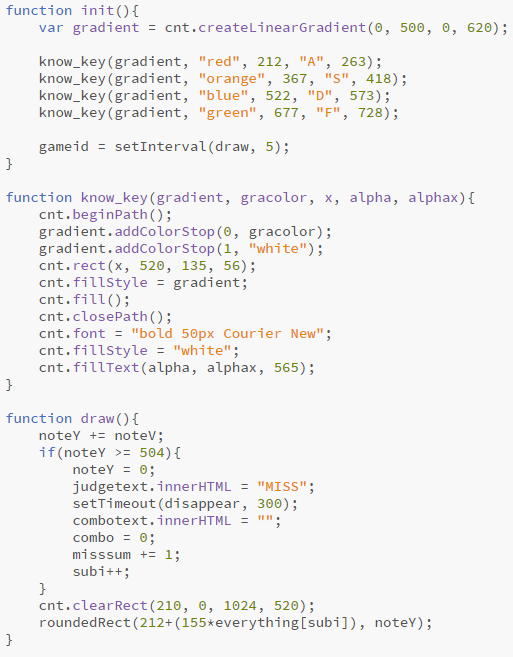 function init(){
    var gradient = cnt.createLinearGradient(0, 500, 0, 620);

    know_key(gradient, "red", 212, "A", 263);
    know_key(gradient, "orange", 367, "S", 418);
    know_key(gradient, "blue", 522, "D", 573);
    know_key(gradient, "green", 677, "F", 728);

    gameid = setInterval(draw, 5);
}

function know_key(gradient, gracolor, x, alpha, alphax){
    cnt.beginPath();
    gradient.addColorStop(0, gracolor);
    gradient.addColorStop(1, "white");
    cnt.rect(x, 520, 135, 56);
    cnt.fillStyle = gradient;
    cnt.fill();
    cnt.closePath();
    cnt.font = "bold 50px Courier New";
    cnt.fillStyle = "white";
    cnt.fillText(alpha, alphax, 565);
}

function draw(){
    noteY += noteV;
    if(noteY >= 504){
        noteY = 0;
        judgetext.innerHTML = "MISS";
        setTimeout(disappear, 300);
        combotext.innerHTML = "";
        combo = 0;
        misssum += 1;
        subi++;
    }
    cnt.clearRect(210, 0, 1024, 520);
    roundedRect(212+(155*everything[subi]), noteY);
}